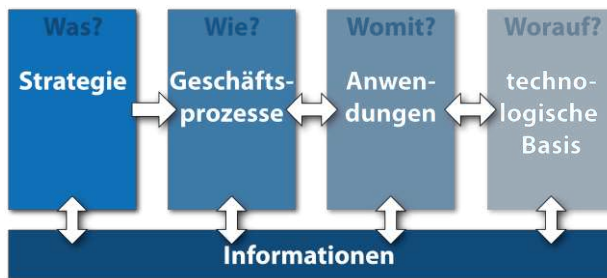 Was?
Strategie
Wie?
Geschäfts-
prozesse
Womit?
Anwen-
dungen
Worauf?
techno-
logische
Basis
Informationen